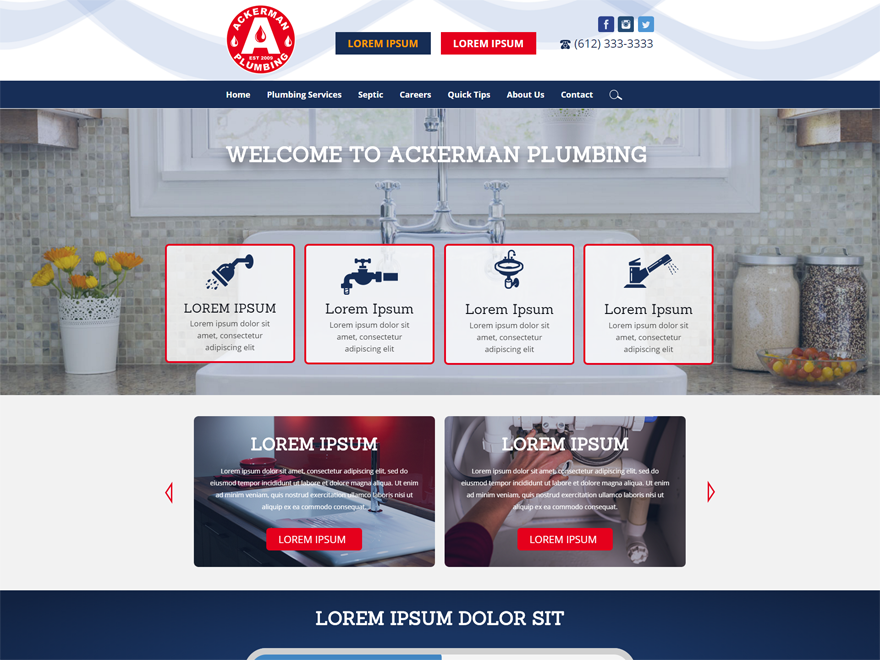 ACKERMAN
A
EST 2009
PLUMBING
LOREM IPSUM
LOREM IPSUM
(612) 333-3333
Home
Plumbing Services
Septic
Careers
Quick Tips
About Us
Contact
WELCOME TO ACKERMAN PLUMBING
LOREM IPSUM
Lorem ipsum dolor sit
amet, consectetur
adipiscing elit
Lorem Ipsum
Lorem ipsum dolor sit
amet, consectetur
adipiscing elit
Lorem Ipsum
Lorem ipsum dolor sit
amet, consectetur
adipiscing elit
Lorem Ipsum
Lorem ipsum dolor sit
amet, consectetur
adipiscing elit
LOREM IPSUM
Lorem ipsum dolor sit amet, consectetur adipiscing elit, sed do
eiusmod tempor incididunt ut labore et dolore magna aliqua. Ut enim
ad minim veniam, quis nostrud exercitation ullamco laboris nisi ut
aliquip ex ea commodo consequat.
LOREM IPSUM
LOREM IPSUM
Lorem ipsum dolor sit amet, consectetur adipiscing elit, sed do
eiusmod tempor incididunt ut labore et dolore magna aliqua. Ut enim
ad minim veniam, quis nostrud exercitation ullamco laboris nisi ut
aliquip ex ea commodo consequat.
LOREM IPSUM
LOREM IPSUM DOLOR SIT